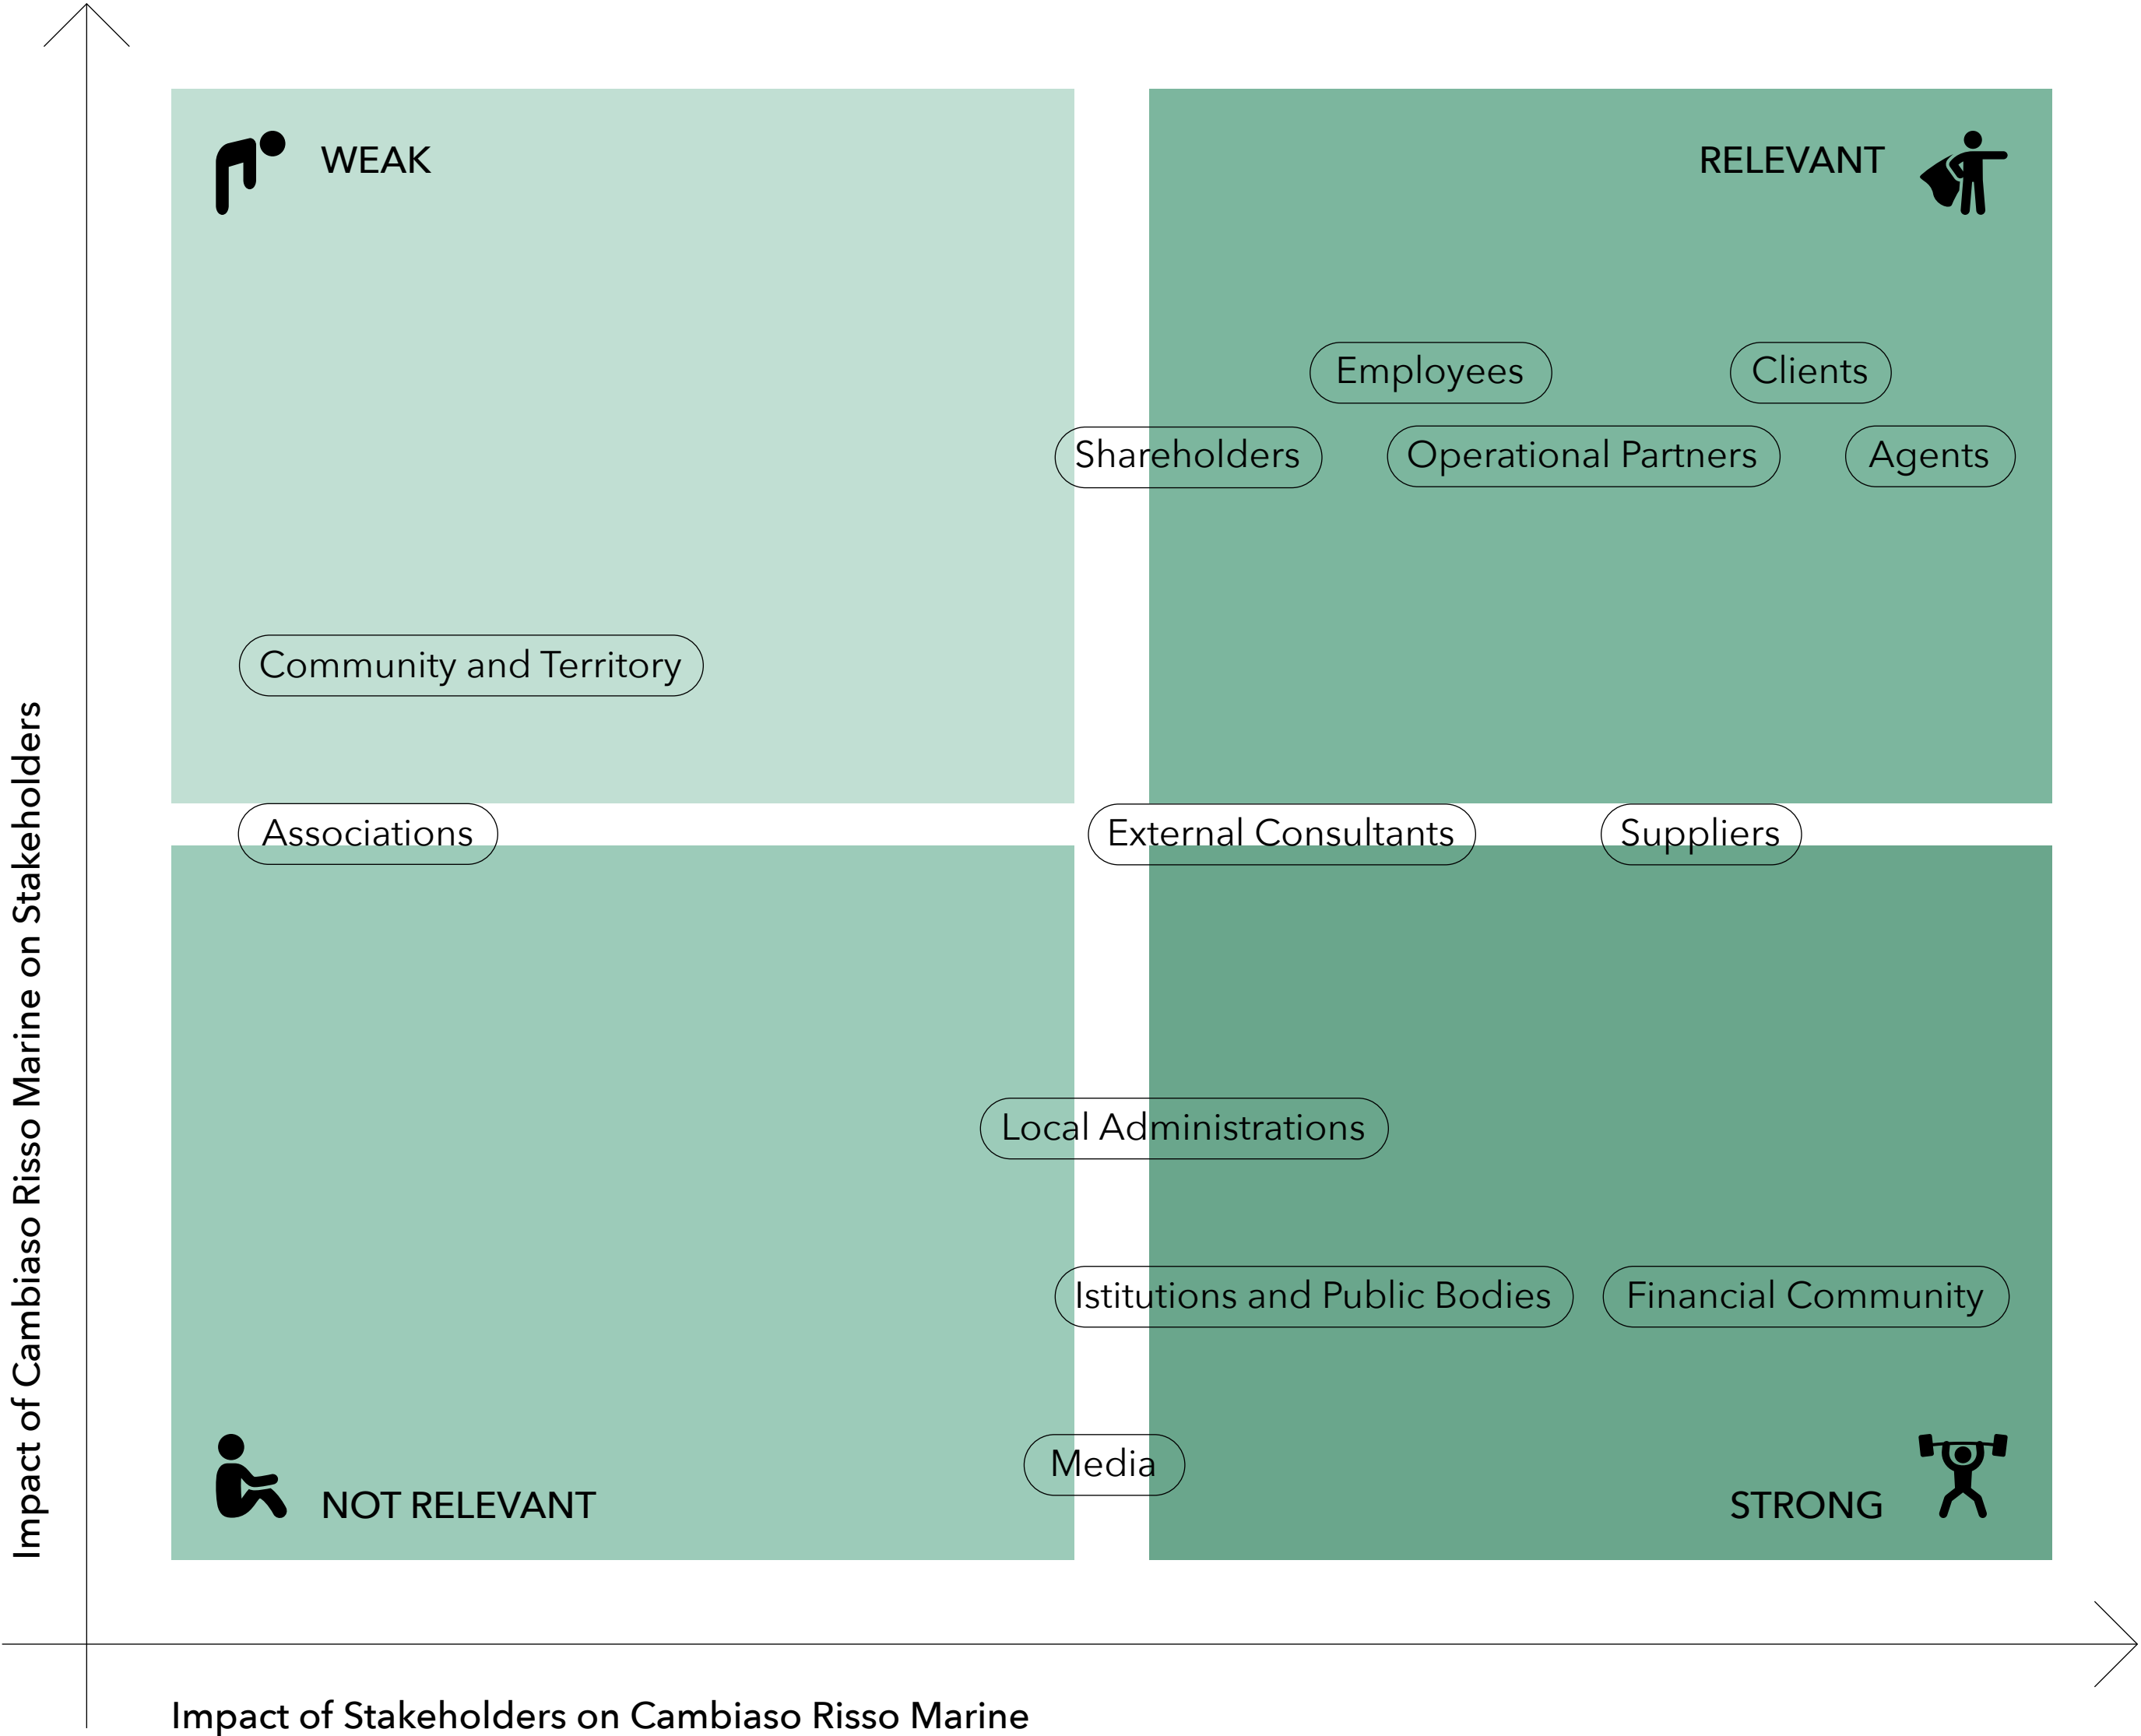 WEAK
RELEVANT
Employees
Clients
Shareholders
Operational Partners
Agents
Community and Territory
Associations
External Consultants
Suppliers
Local Administrations
Istitutions and Public Bodies
Financial Community
Media
NOT RELEVANT
STRONG
Impact of Cambiaso Risso Marine on Stakeholders
Impact of Stakeholders on Cambiaso Risso Marine